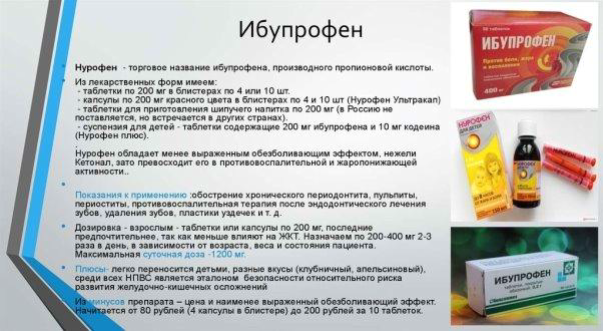 Ибупрофен
Нурофен - торговое название ибупрофена, производного пропионовой кислоты.
Из лекарственных форм имеем:
- таблетки по 200 мг в блистерах по 4 или 10 шт.
- капсулы по 200 мг красного цвета в блистерах по 4 и 10 шт (Нурофен Ультракап)
- таблетки для приготовления шипучего напитка по 200 мг (в Россию не
поставляется, но встречается в других странах).
- суспензия для детей - таблетки содержащие 200 мг ибупрофена и 10 мг кодеина
(Нурофен плюс).
Нурофен обладает менее выраженным обезболивающим эффектом, нежели
Кетонал, зато превосходит его в противовоспалительной и жаропонижающей
активности..
Показания к применению :обострение хронического периодонтита, пульпиты,
периоститы, противовоспалительная терапия после эндодонтического лечения
зубов, удаления зубов, пластики уздечек и т. д.
Дозировка - взрослым - таблетки или капсулы по 200 мг, последние
предпочтительнее, так как меньше влияют на ЖКТ. Назначаем по 200-400 мг 2-3
раза в день, в зависимости от возраста, веса и состояния пациента.
Максимальная суточная доза -1200 мг.
Плюсы- легко переносится детьми, разные вкусы (клубничный, апельсиновый),
среди всех НПВС является эталоном безопасности относительного риска
развития желудочно-кишечных осложнений
Из минусов препарата – цена и наименее выраженный обезболивающий эффект.
Начитается от 80 рублей (4 капсулы в блистере) до 200 рублей за 10 таблеток.
ИБУПРОФЕН
Против боли, жара
и воспаления
400 мг
НУРОФЕН
ДЛЯ ДЕТЕЙ
ИБУПРОФЕН